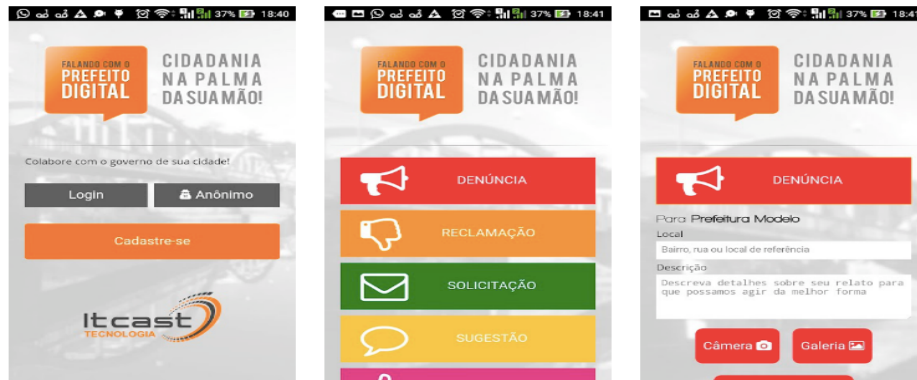 37% 18:40
FALANDO COM O
PREFEITO
DIGITAL
CIDADANIA
NA PALMA
DA SUA MÃO!
Colabore com o governo de sua cidade!
Login
Anônimo
Cadastre-se
Itcast
TECNOLOGIA
37% 18:41
FALANDO COM O
PREFEITO
DIGITAL
CIDADANIA
NA PALMA
DA SUA MÃO!
DENÚNCIA
RECLAMAÇÃO
SOLICITAÇÃO
SUGESTÃO
37%
FALANDO COM O
PREFEITO
DIGITAL
CIDADANIA
NA PALMA
DA SUA MÃO!
DENÚNCIA
Para Prefeitura Modelo
Local
Bairro, rua ou local de referência
Descrição
Descreva detalhes sobre seu relato para
que possamos agir da melhor forma
Câmera
Galeria